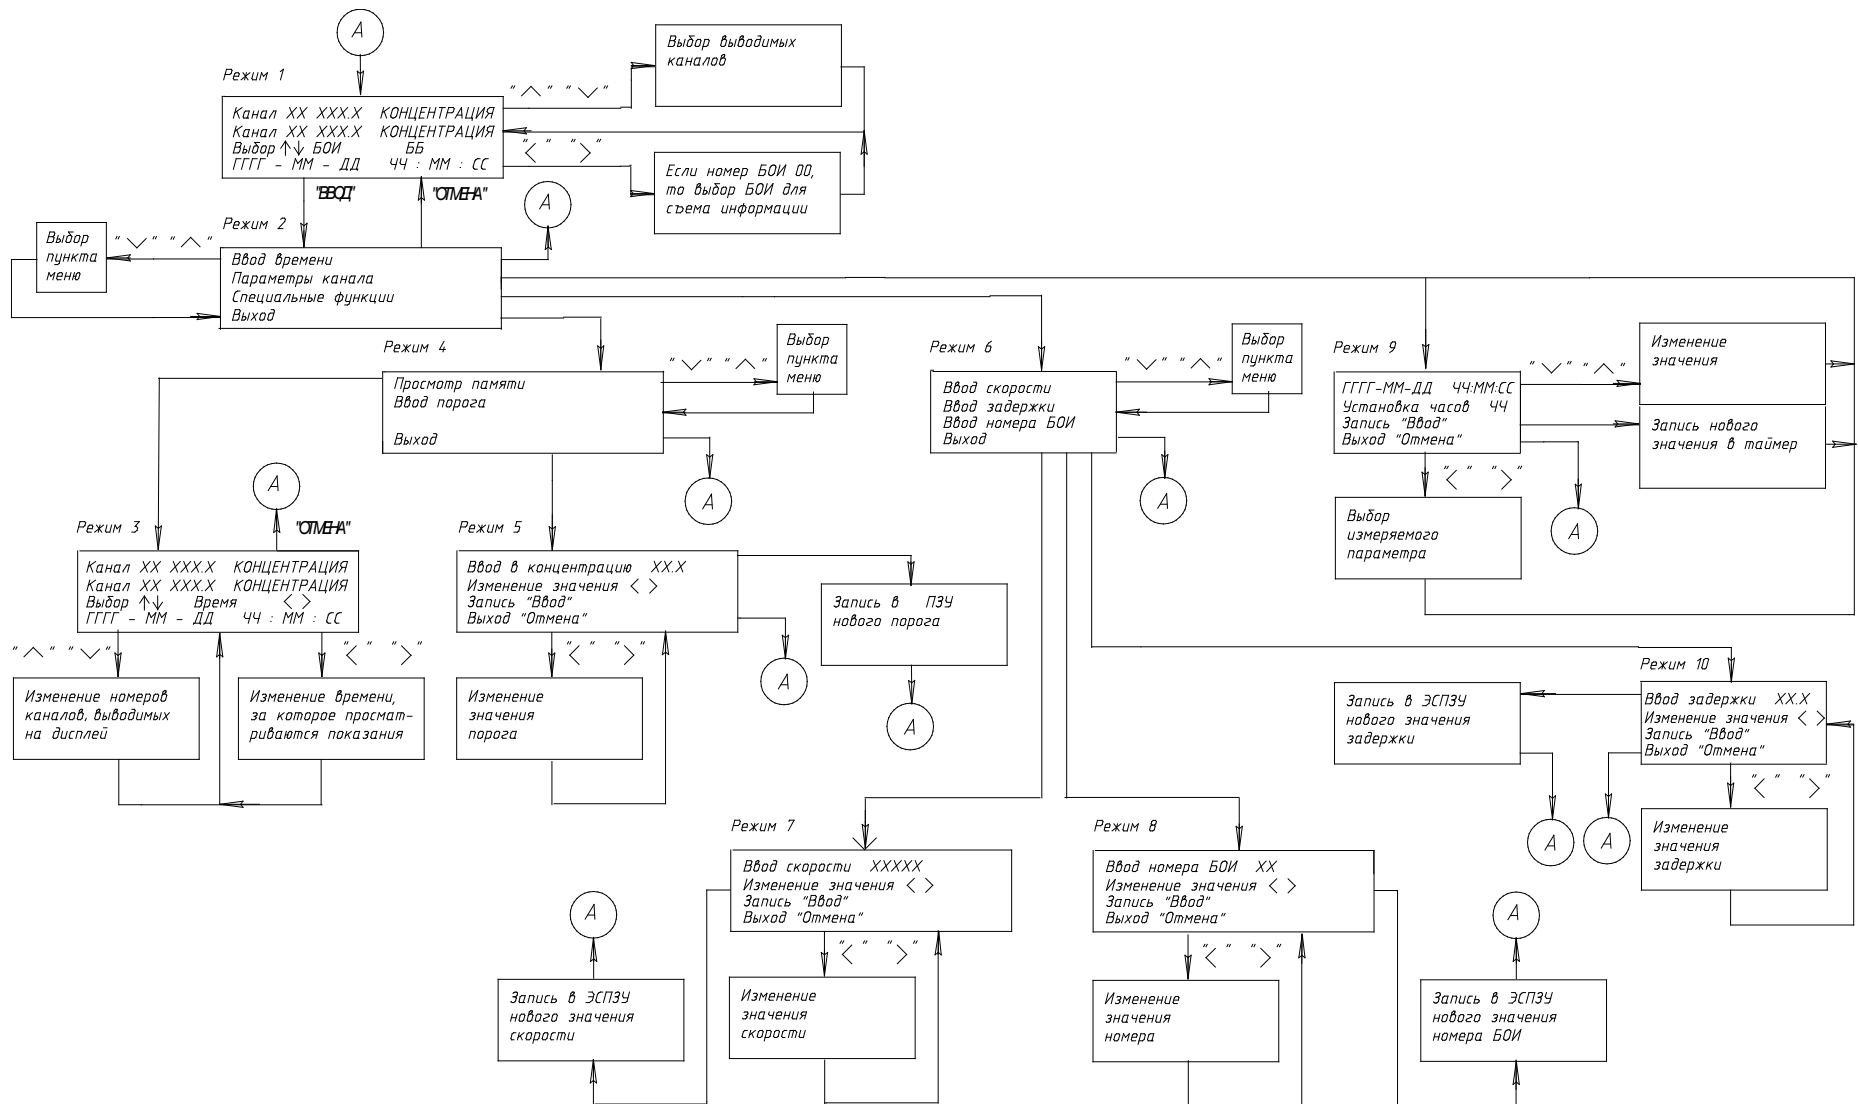 А
Режим 1
Канал XX XXX.X КОНЦЕНТРАЦИЯ
Канал XX XXX.X КОНЦЕНТРАЦИЯ
Выбор ↑↓ БОИ ББ
ГГГГ - ММ - ДД ЧЧ : ММ : СС
"︿" "﹀"
Выбор выводимых
каналов
"<" ">"
Если номер БОИ 00,
то выбор БОИ для
съема информации
"ВВОД"
"ОТМЕНА"
А
Режим 2
Выбор
пункта
меню
"﹀" "︿"
Ввод времени
Параметры канала
Специальные функции
Выход
Режим 4
Просмотр памяти
Ввод порога
Выход
"﹀" "︿"
Выбор
пункта
меню
А
Режим 6
Ввод скорости
Ввод задержки
Ввод номера БОИ
Выход
"﹀" "︿"
Выбор
пункта
меню
А
Режим 9
ГГГГ-ММ-ДД ЧЧ:ММ:СС
Установка часов ЧЧ
Запись "Ввод"
Выход "Отмена"
"﹀" "︿"
Изменение
значения
Запись нового
значения в таймер
"<" ">"
Выбор
измеряемого
параметра
А
А
"ОТМЕНА"
Режим 3
Канал XX XXX.X КОНЦЕНТРАЦИЯ
Канал XX XXX.X КОНЦЕНТРАЦИЯ
Выбор ↑↓ Время < >
ГГГГ - ММ - ДД ЧЧ : ММ : СС
"︿" "﹀"
"<" ">"
Изменение номеров
каналов, выводимых
на дисплей
Изменение времени,
за которое просмат-
риваются показания
Режим 5
Ввод в концентрацию XX.X
Изменение значения < >
Запись "Ввод"
Выход "Отмена"
"<" ">"
Изменение
значения
порога
А
Запись в ПЗУ
нового порога
А
Режим 10
Ввод задержки XX.X
Изменение значения < >
Запись "Ввод"
Выход "Отмена"
Запись в ЭСПЗУ
нового значения
задержки
А
А
"<" ">"
Изменение
значения
задержки
Режим 7
Ввод скорости XXXXX
Изменение значения < >
Запись "Ввод"
Выход "Отмена"
"<" ">"
А
Запись в ЭСПЗУ
нового значения
скорости
Изменение
значения
скорости
Режим 8
Ввод номера БОИ XX
Изменение значения < >
Запись "Ввод"
Выход "Отмена"
"<" ">"
Изменение
значения
номера
А
Запись в ЭСПЗУ
нового значения
номера БОИ